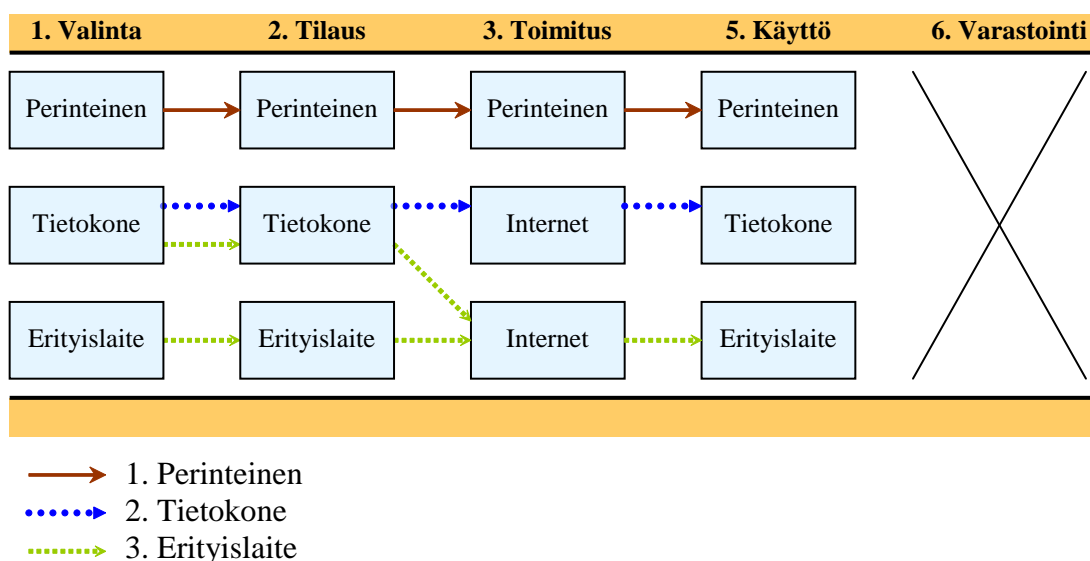 1. Valinta 2. Tilaus 3. Toimitus 5. Käyttö 6. Varastointi
Perinteinen Perinteinen Perinteinen Perinteinen
Tietokone Tietokone Internet Tietokone
Erityislaite Erityislaite Internet Erityislaite
1. Perinteinen
2. Tietokone
3. Erityislaite